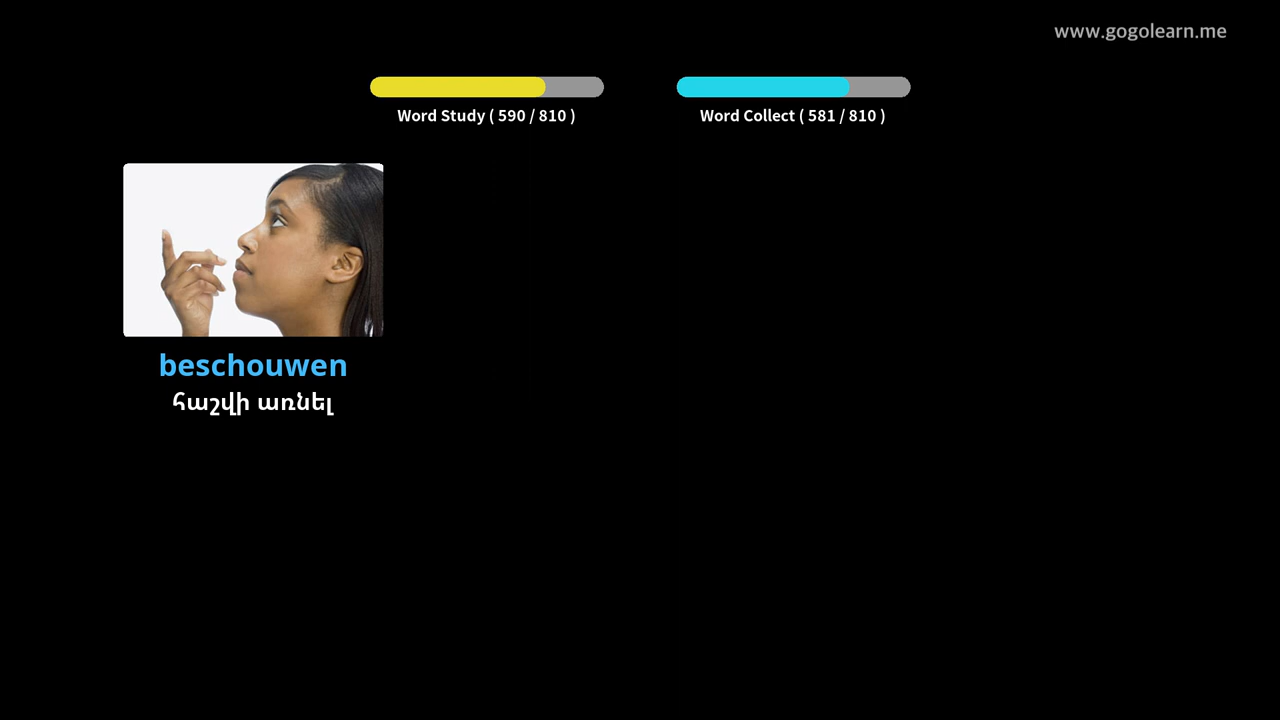 www.gogolearn.me
Word Study ( 590 / 810 )
Word Collect ( 581 / 810 )
beschouwen
հաշվի առնել